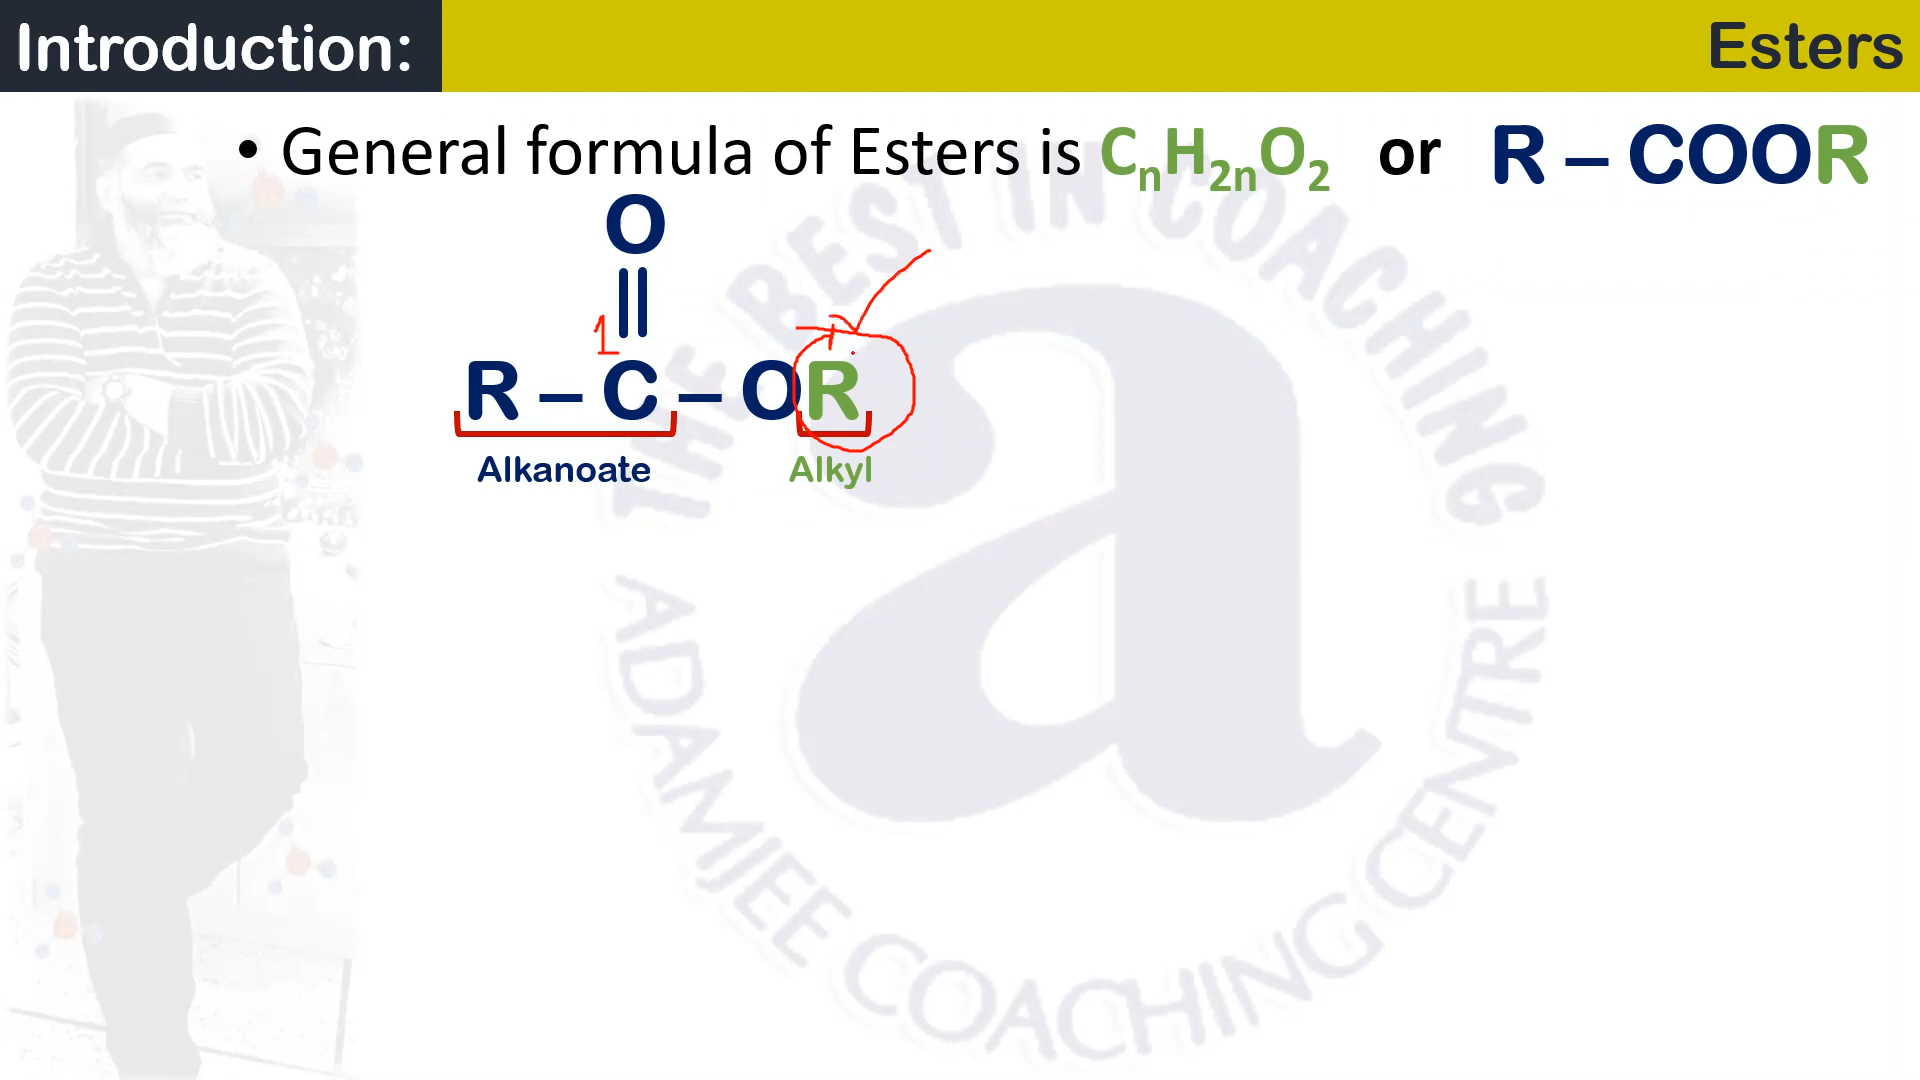 Introduction:
Esters
• General formula of Esters is CₙH₂ₙO₂ or R – COOR
O
||
1
R – C – OR
Alkanoate
Alkyl
THE BEST IN COACHING
ADAMJEE COACHING CENTRE
a